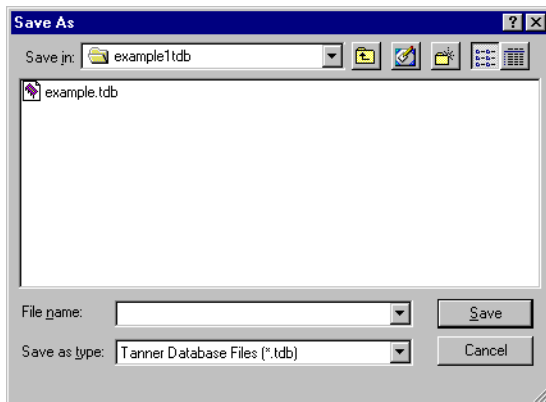 Save As
Save in: example1tdb
example.tdb
File name: Save
Save as type: Tanner Database Files (*.tdb) Cancel